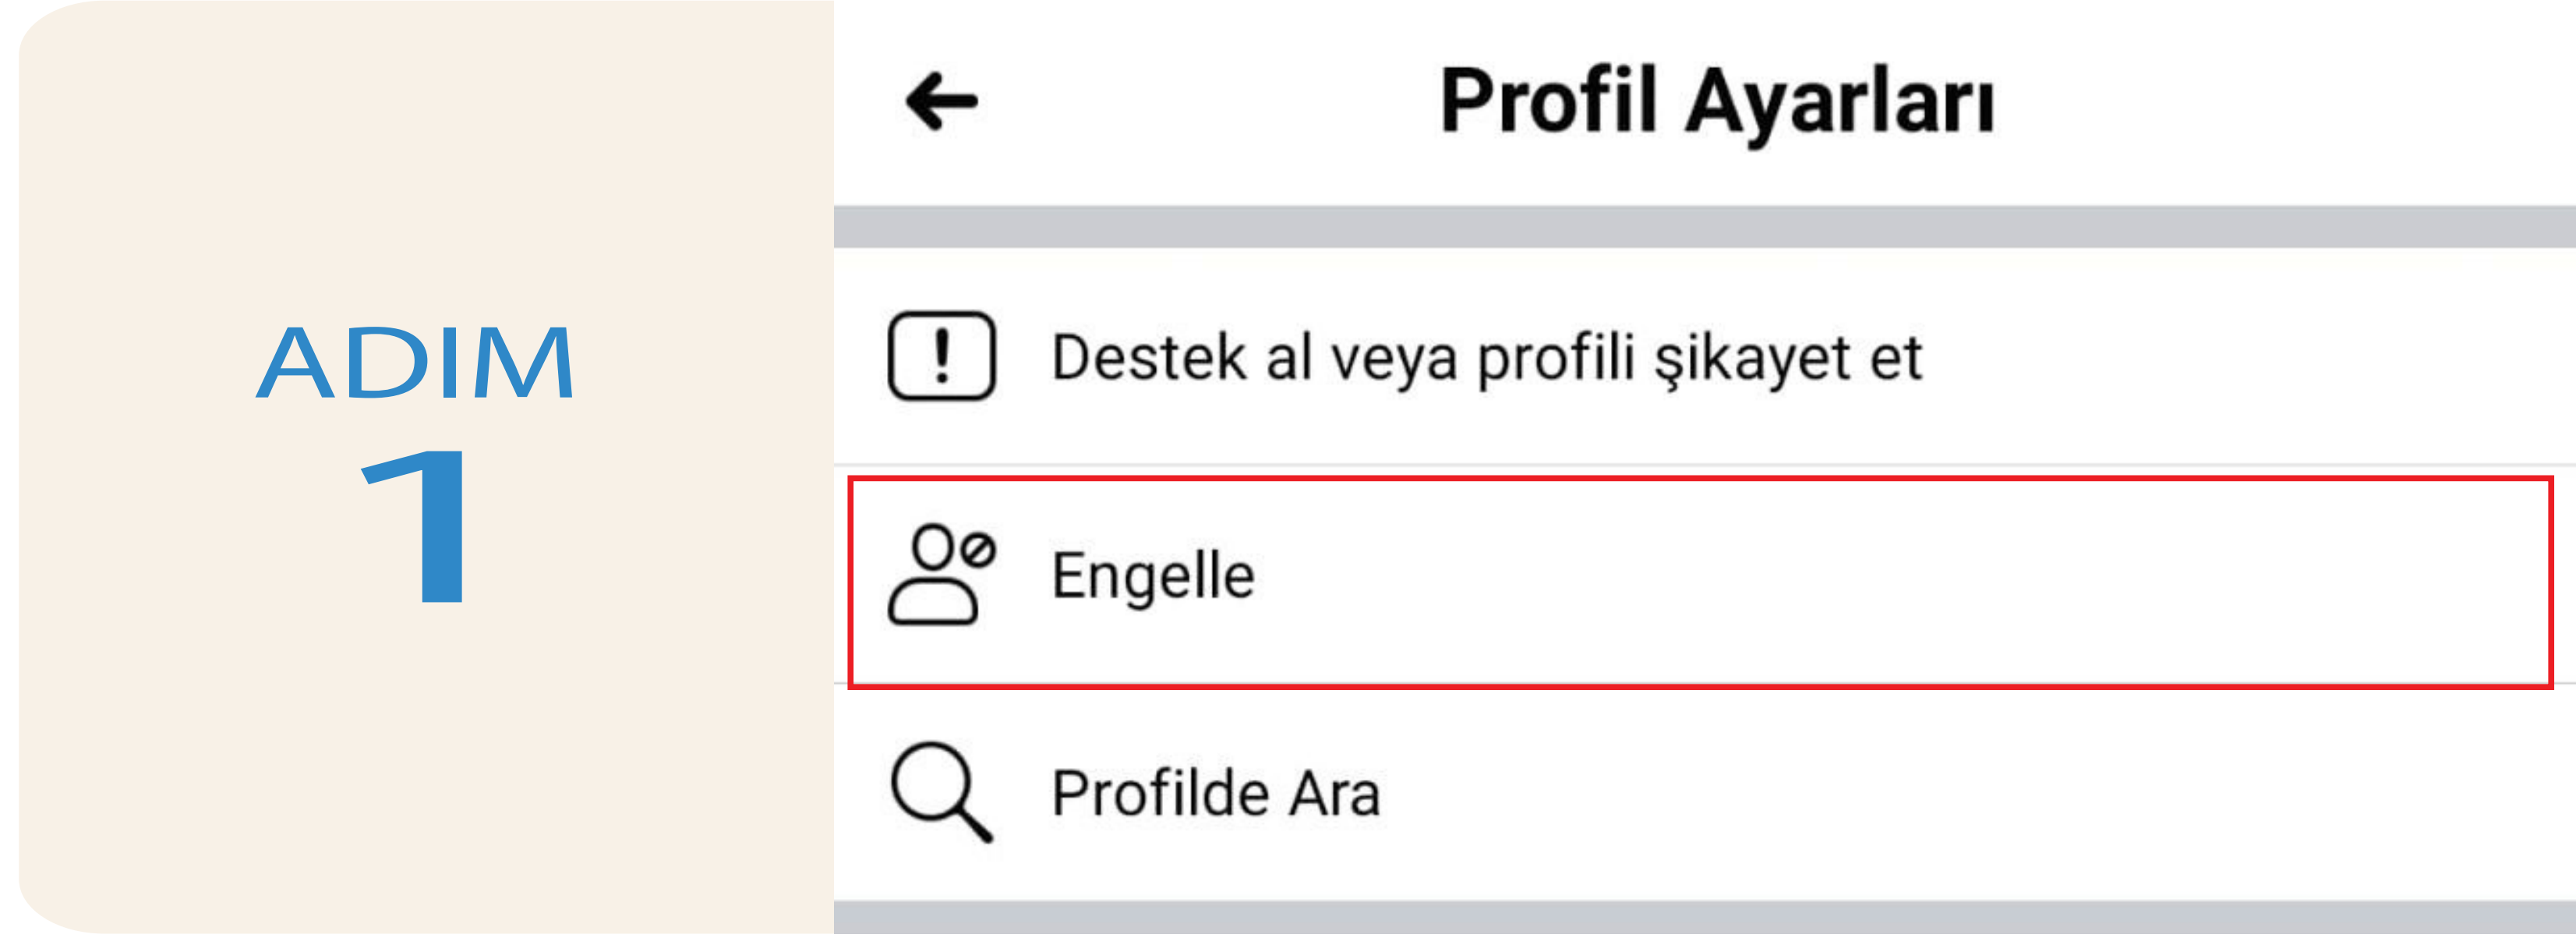 ADIM
1
Profil Ayarları
Destek al veya profili şikayet et
Engelle
Profilde Ara